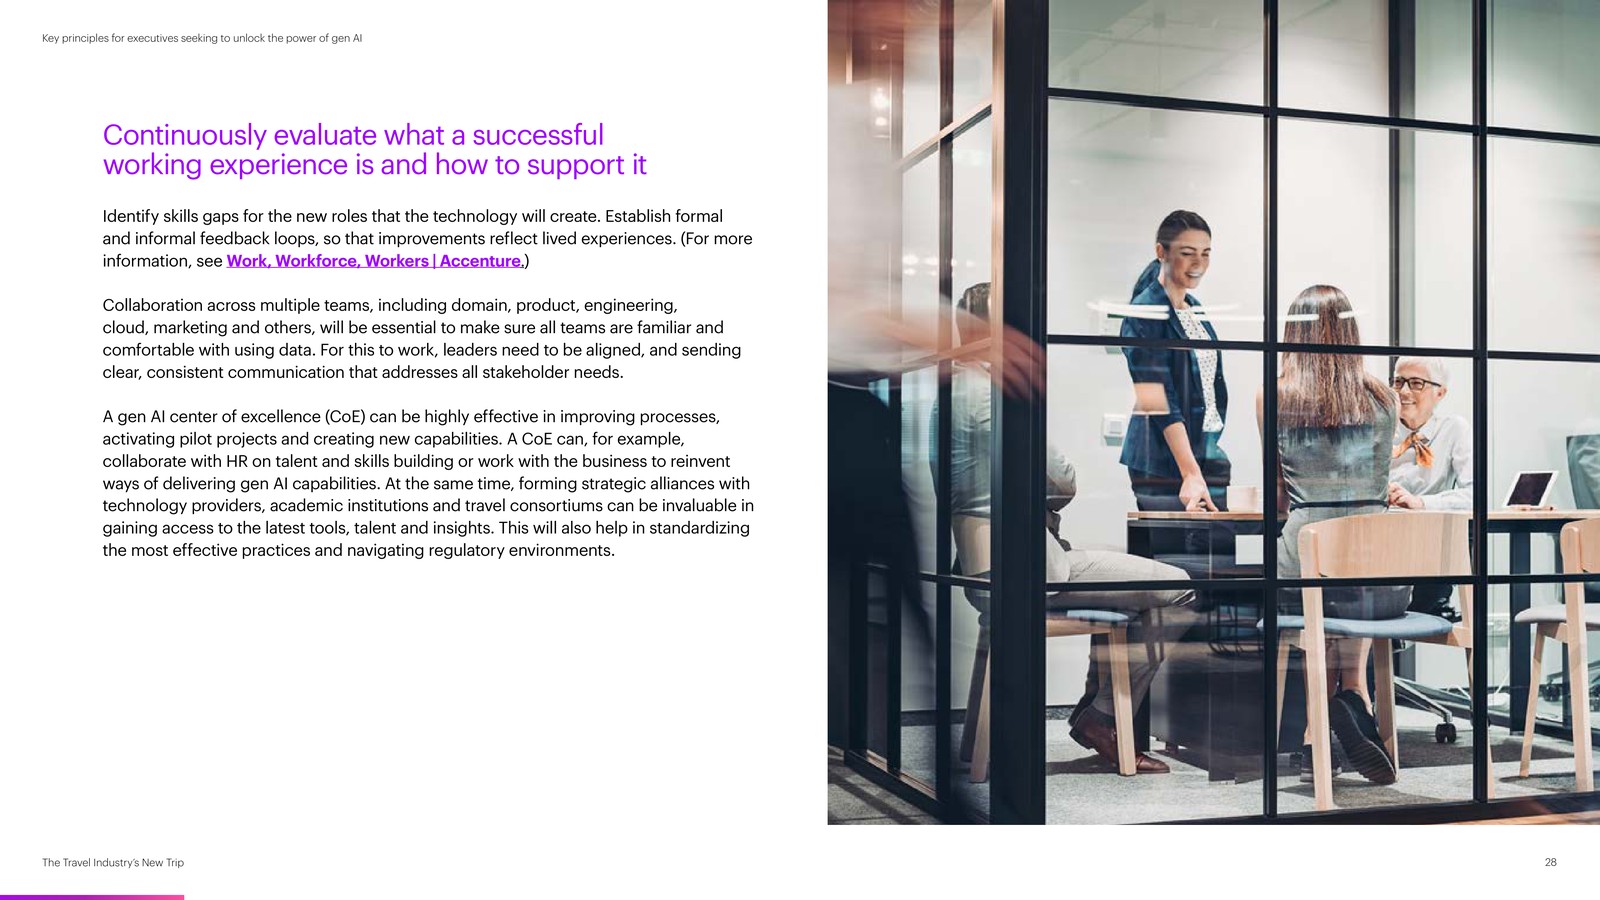 Key principles for executives seeking to unlock the power of gen AI
Continuously evaluate what a successful
working experience is and how to support it
Identify skills gaps for the new roles that the technology will create. Establish formal
and informal feedback loops, so that improvements reflect lived experiences. (For more
information, see Work, Workforce, Workers | Accenture.)
Collaboration across multiple teams, including domain, product, engineering,
cloud, marketing and others, will be essential to make sure all teams are familiar and
comfortable with using data. For this to work, leaders need to be aligned, and sending
clear, consistent communication that addresses all stakeholder needs.
A gen AI center of excellence (CoE) can be highly effective in improving processes,
activating pilot projects and creating new capabilities. A CoE can, for example,
collaborate with HR on talent and skills building or work with the business to reinvent
ways of delivering gen AI capabilities. At the same time, forming strategic alliances with
technology providers, academic institutions and travel consortiums can be invaluable in
gaining access to the latest tools, talent and insights. This will also help in standardizing
the most effective practices and navigating regulatory environments.
The Travel Industry's New Trip
28